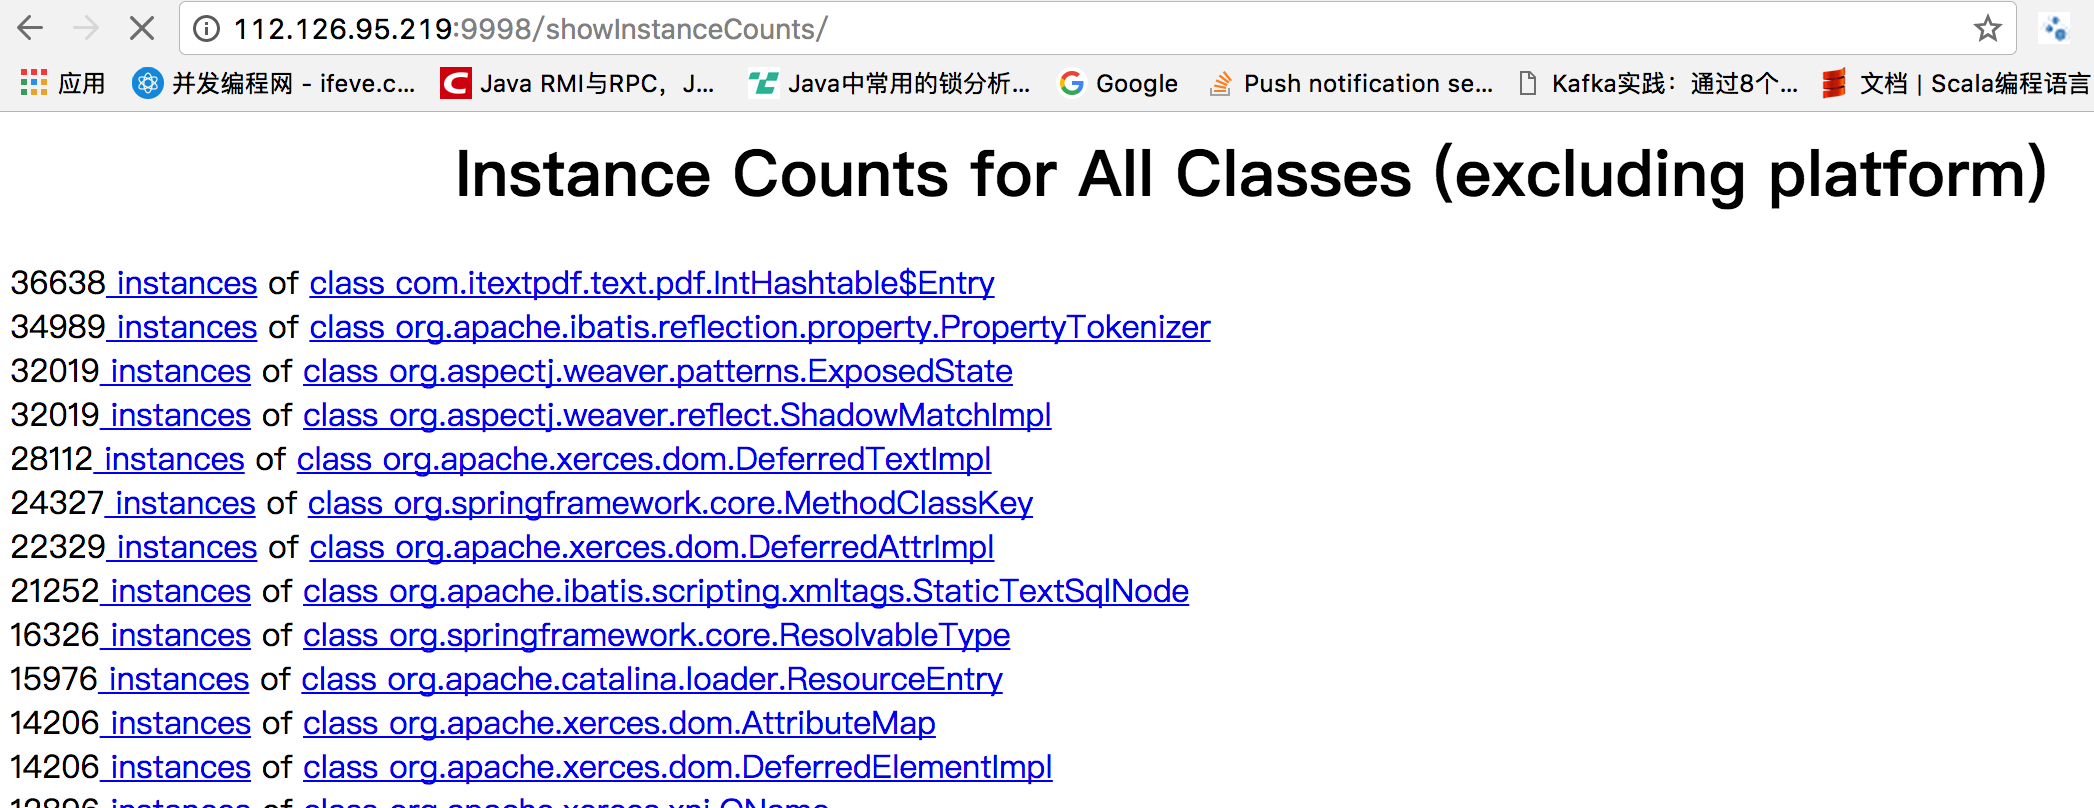 112.126.95.219:9998/showInstanceCounts/
应用 并发编程网 - ifeve.c... Java RMI与RPC，J... Java中常用的锁分析... Google Push notification se... Kafka实践：通过8个... 文档 | Scala编程语言
Instance Counts for All Classes (excluding platform)
36638 instances of class com.itextpdf.text.pdf.IntHashtable$Entry
34989 instances of class org.apache.ibatis.reflection.property.PropertyTokenizer
32019 instances of class org.aspectj.weaver.patterns.ExposedState
32019 instances of class org.aspectj.weaver.reflect.ShadowMatchImpl
28112 instances of class org.apache.xerces.dom.DeferredTextImpl
24327 instances of class org.springframework.core.MethodClassKey
22329 instances of class org.apache.xerces.dom.DeferredAttrImpl
21252 instances of class org.apache.ibatis.scripting.xmltags.StaticTextSqlNode
16326 instances of class org.springframework.core.ResolvableType
15976 instances of class org.apache.catalina.loader.ResourceEntry
14206 instances of class org.apache.xerces.dom.AttributeMap
14206 instances of class org.apache.xerces.dom.DeferredElementImpl
12896 instances of class org.apache.xerces.xni.QName